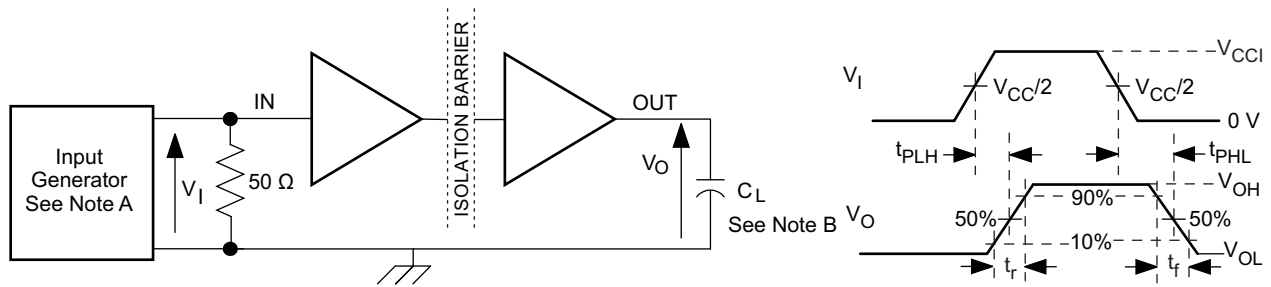 Input
Generator
See Note A
V_I
50 Ω
IN
ISOLATION BARRIER
OUT
V_O
C_L
See Note B
V_I
V_CCI
V_CC/2
V_CC/2
0 V
t_PLH
t_PHL
V_O
V_OH
90%
50%
50%
10%
V_OL
t_r
t_f